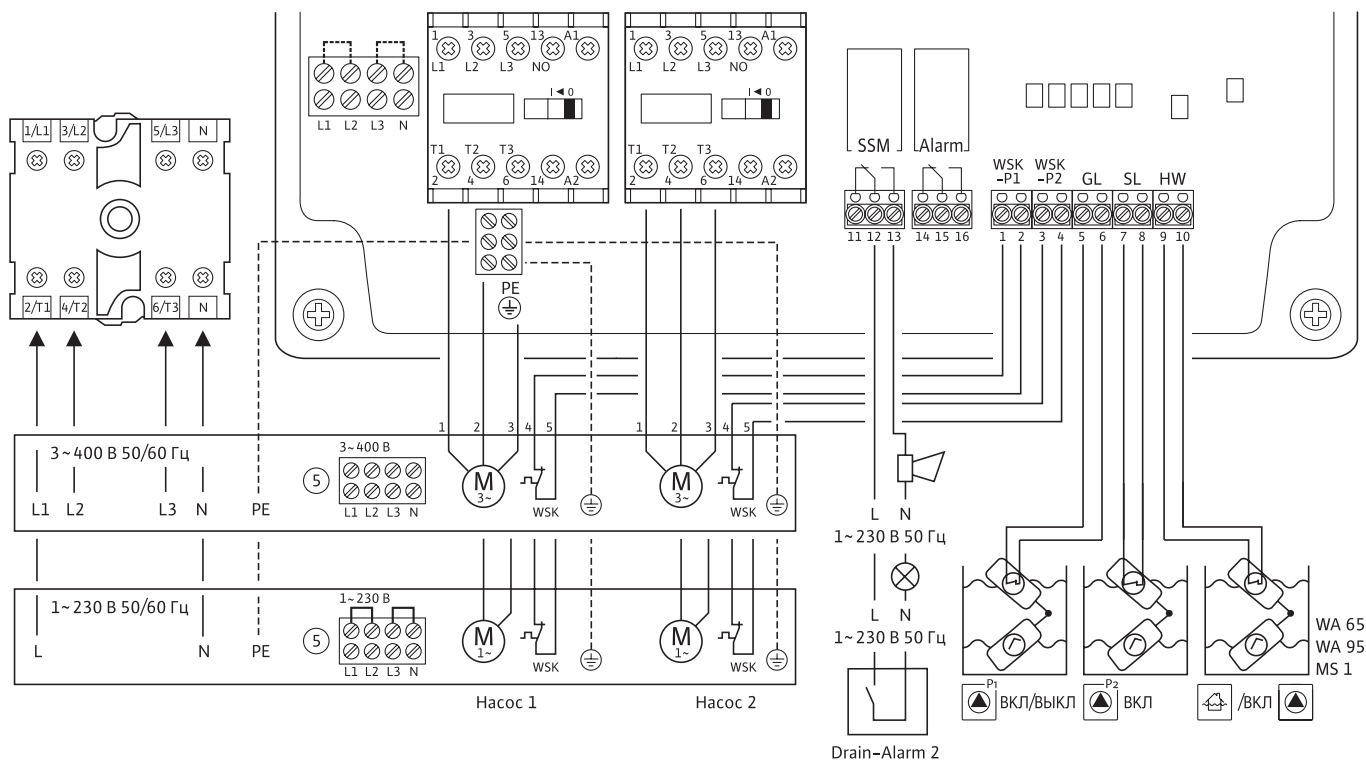 1 3 5 13 A1
L1 L2 L3 NO
I 0
T1 T2 T3
2 4 6 14 A2
1 3 5 13 A1
L1 L2 L3 NO
I 0
T1 T2 T3
2 4 6 14 A2
L1 L2 L3 N
1/L1 3/L2 5/L3 N
2/T1 4/T2 6/T3 N
SSM Alarm
WSK -P1 WSK -P2 GL SL HW
11 12 13 14 15 16 1 2 3 4 5 6 7 8 9 10
PE
1 2 3 4 5 1 2 3 4 5
3~400 В 50/60 Гц
3~400 В
5
L1 L2 L3 N
L1 L2 L3 N PE
M 3~
WSK
M 3~
WSK
L N
1~230 В 50 Гц
1~230 В 50/60 Гц
1~230 В
5
L1 L2 L3 N
L N PE
M 1~
WSK
M 1~
WSK
L N
1~230 В 50 Гц
WA 65
WA 95
MS 1
Насос 1 Насос 2
P1 ВКЛ/ВЫКЛ P2 ВКЛ /ВКЛ
Drain-Alarm 2